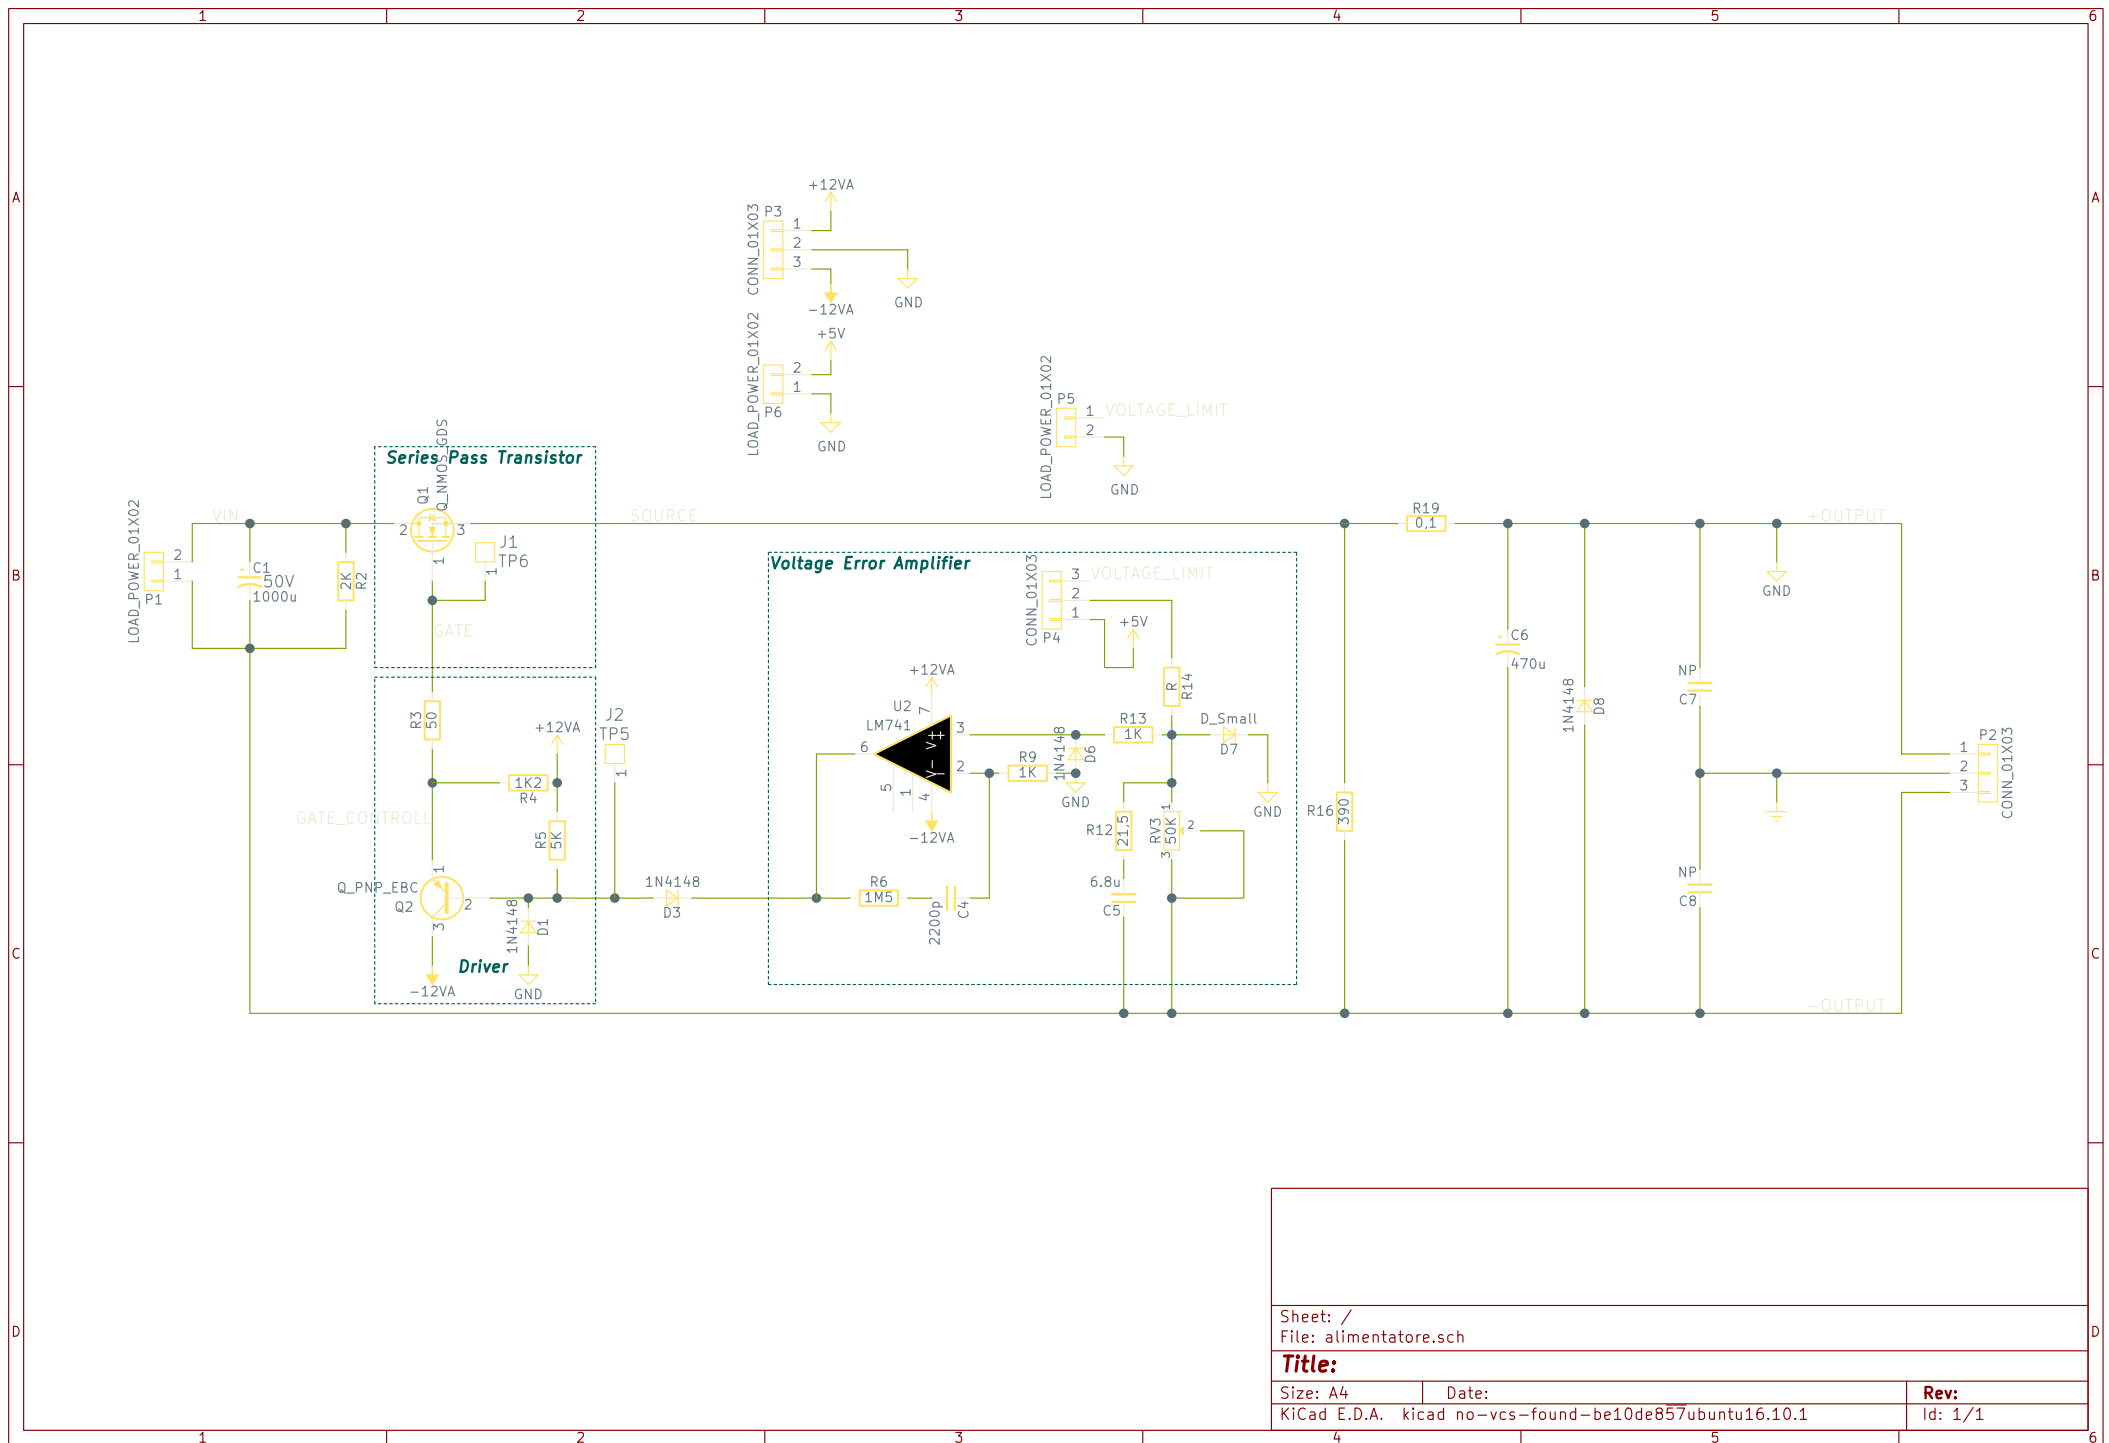 1 2 3 4 5 6
A A
B B
C C
D D
+12VA
P3
CONN_01X03
1
2
3
-12VA
GND
+5V
LOAD_POWER_01X02
2
1
P6
GND
LOAD_POWER_01X02
P5
1
2
VOLTAGE_LIMIT
GND
Series Pass Transistor
Q_NMOS_GDS
Q1
2
3
1
J1
TP6
1
GATE
VIN
LOAD_POWER_01X02
2
1
P1
C1
50V
1000u
2K
R2
SOURCE
R19
0,1
+OUTPUT
GND
Voltage Error Amplifier
CONN_01X03
3
2
1
P4
VOLTAGE_LIMIT
+5V
R
R14
+12VA
U2
LM741
7
3
V+
V-
+
-
6
2
5
1
4
-12VA
R13
1K
D_Small
D7
1N4148
D6
R9
1K
GND
GND
R12
21,5
RV3
50K
1
2
3
6.8u
C5
R6
1M5
2200p
C4
R3
50
+12VA
J2
TP5
1
1K2
R4
GATE_CONTROLL
R5
5K
Q_PNP_EBC
Q2
1
2
3
1N4148
D1
1N4148
D3
-12VA
Driver
GND
R16
390
C6
470u
1N4148
D8
NP
C7
NP
C8
P2
CONN_01X03
1
2
3
-OUTPUT
Sheet: /
File: alimentatore.sch
Title:
Size: A4 Date: Rev:
KiCad E.D.A. kicad no-vcs-found-be10de857ubuntu16.10.1 Id: 1/1
1 2 3 4 5 6